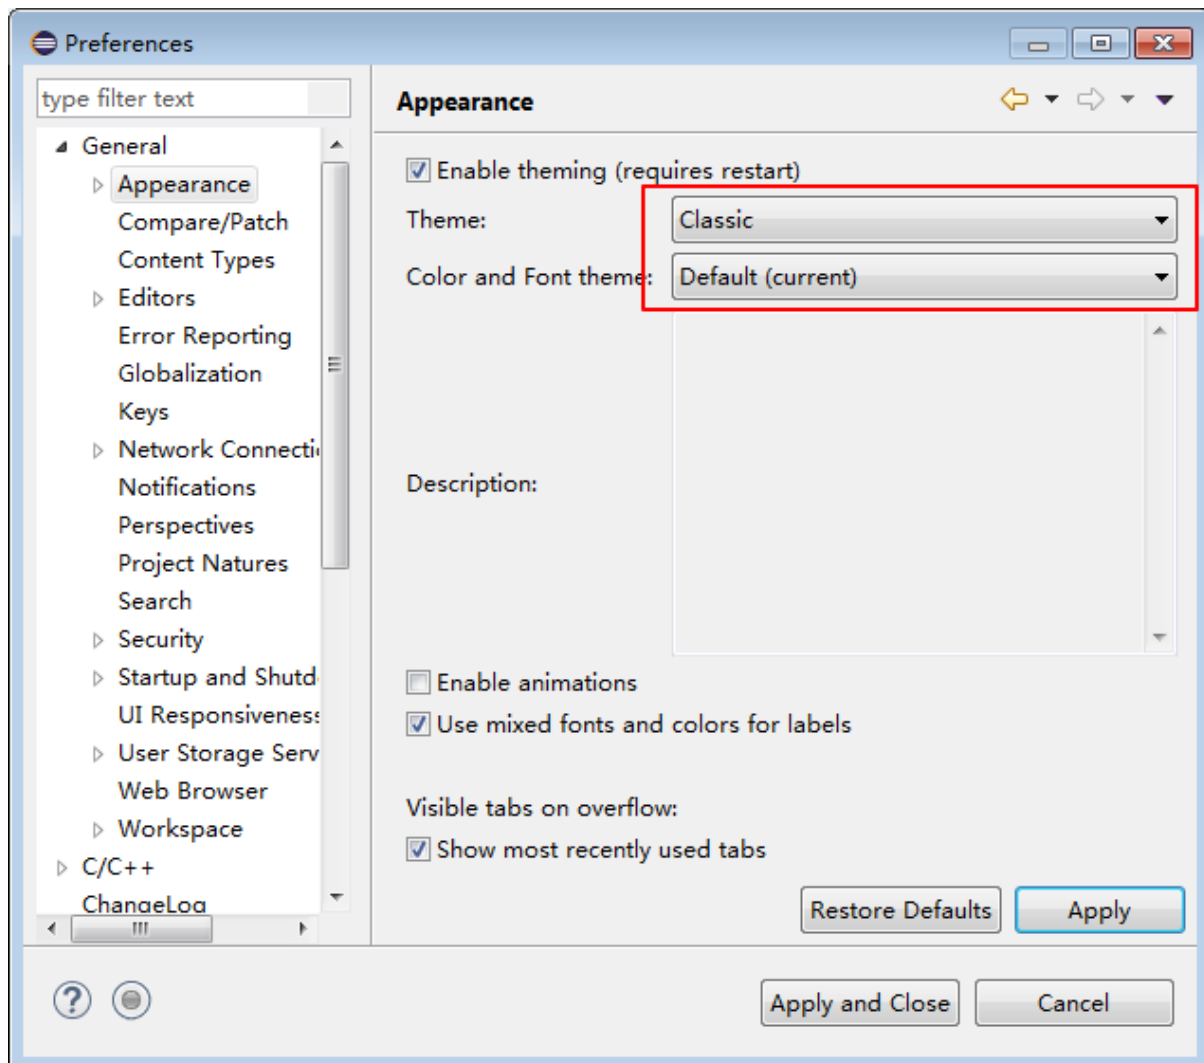 Preferences
type filter text
General
Appearance
Compare/Patch
Content Types
Editors
Error Reporting
Globalization
Keys
Network Connecti
Notifications
Perspectives
Project Natures
Search
Security
Startup and Shutd
UI Responsiveness
User Storage Serv
Web Browser
Workspace
C/C++
ChangeLog
Appearance
Enable theming (requires restart)
Theme: Classic
Color and Font theme: Default (current)
Description:
Enable animations
Use mixed fonts and colors for labels
Visible tabs on overflow:
Show most recently used tabs
Restore Defaults Apply
? Apply and Close Cancel